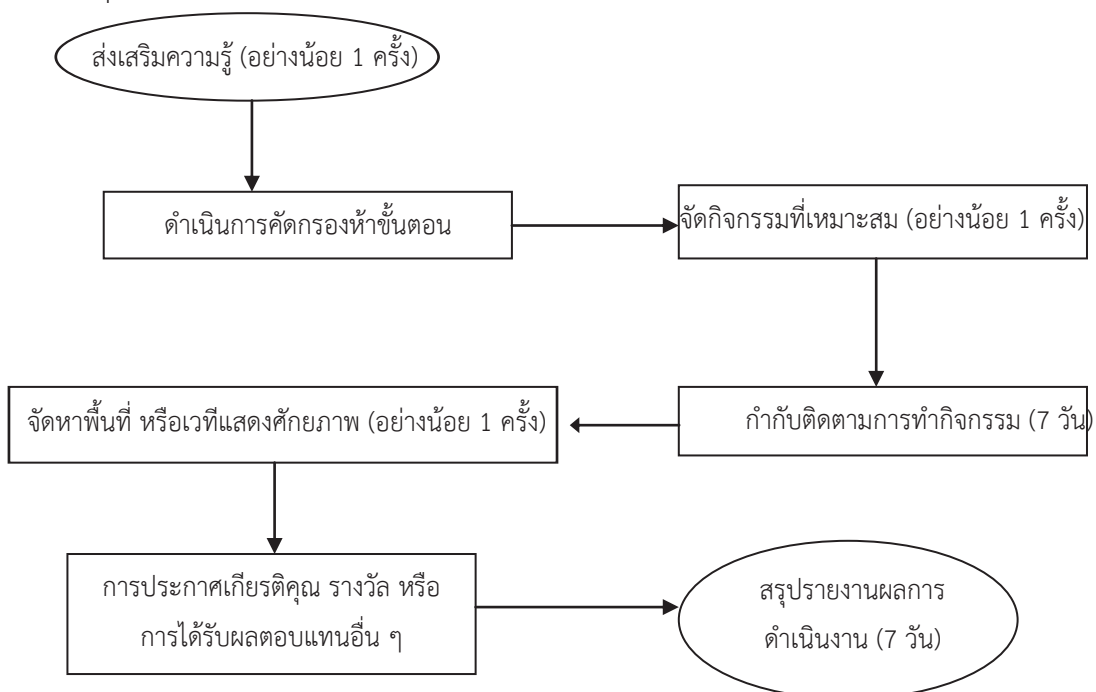 ส่งเสริมความรู้ (อย่างน้อย 1 ครั้ง)
ดำเนินการคัดกรองห้าขั้นตอน
จัดกิจกรรมที่เหมาะสม (อย่างน้อย 1 ครั้ง)
กำกับติดตามการทำกิจกรรม (7 วัน)
จัดหาพื้นที่ หรือเวทีแสดงศักยภาพ (อย่างน้อย 1 ครั้ง)
การประกาศเกียรติคุณ รางวัล หรือ
การได้รับผลตอบแทนอื่น ๆ
สรุปรายงานผลการ
ดำเนินงาน (7 วัน)